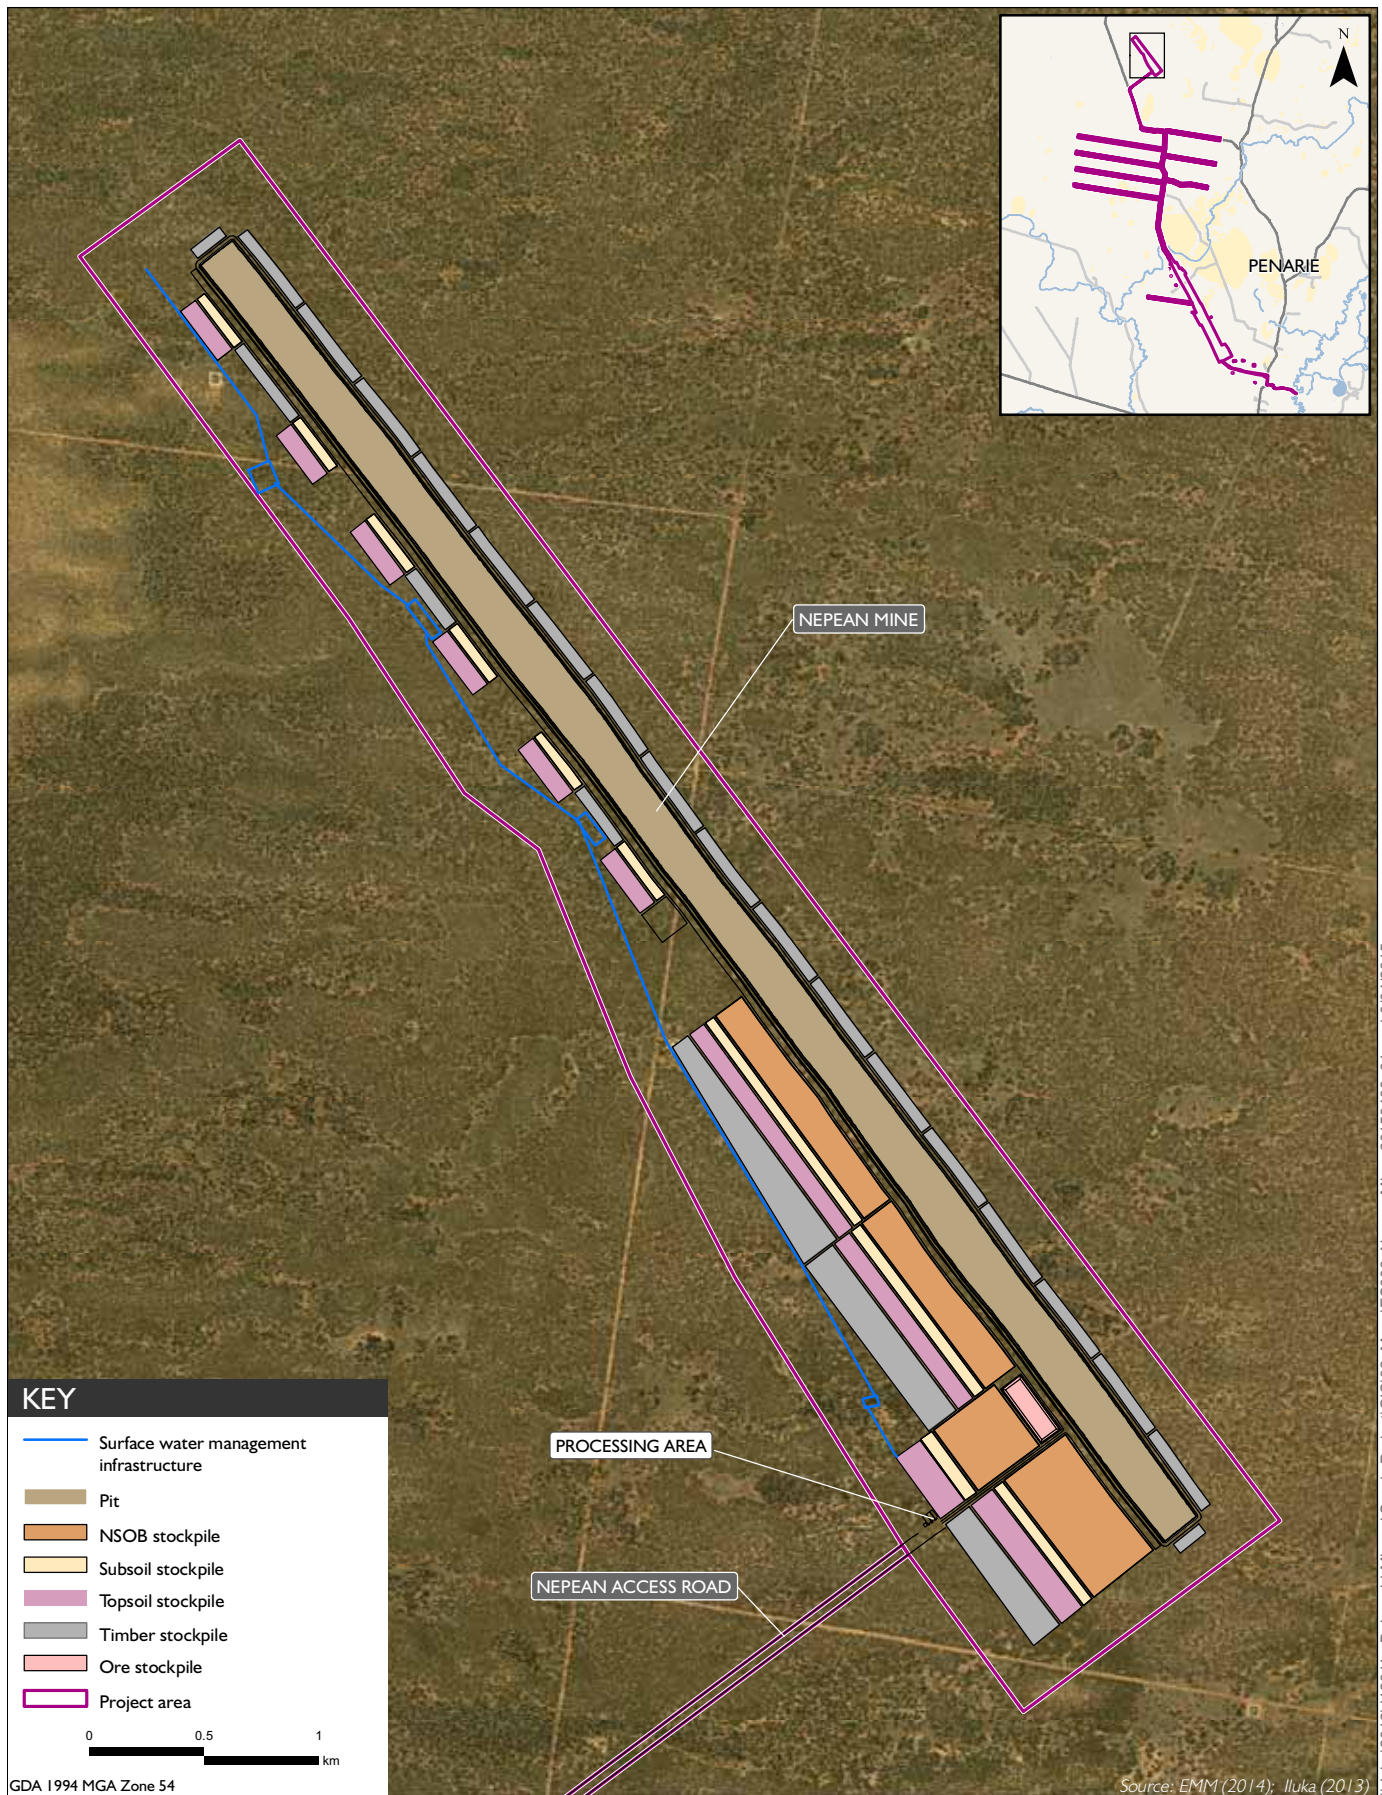 N
PENARIE
NEPEAN MINE
PROCESSING AREA
NEPEAN ACCESS ROAD
KEY
Surface water management
infrastructure
Pit
NSOB stockpile
Subsoil stockpile
Topsoil stockpile
Timber stockpile
Ore stockpile
Project area
0 0.5 1
km
GDA 1994 MGA Zone 54
Source: EMM (2014); Iluka (2013)